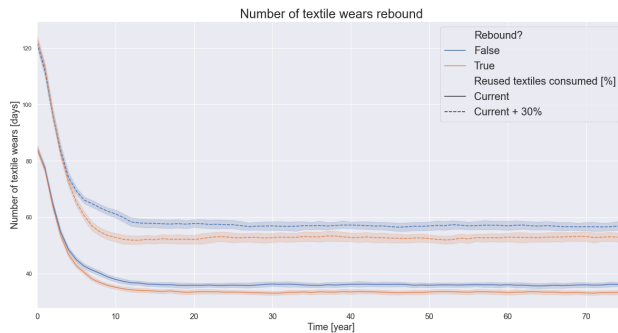 Number of textile wears rebound
Rebound?
False
True
Reused textiles consumed [%]
Current
Current + 30%
Number of textile wears [days]
120
100
80
60
40
0
10
20
30
40
50
60
70
Time [year]